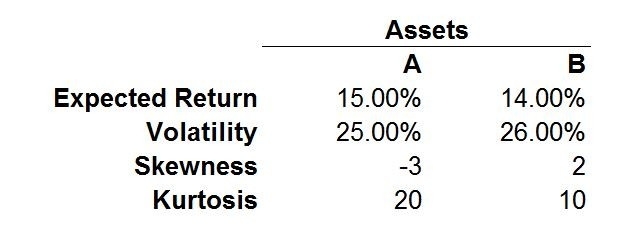 Assets
A B
Expected Return 15.00% 14.00%
Volatility 25.00% 26.00%
Skewness -3 2
Kurtosis 20 10